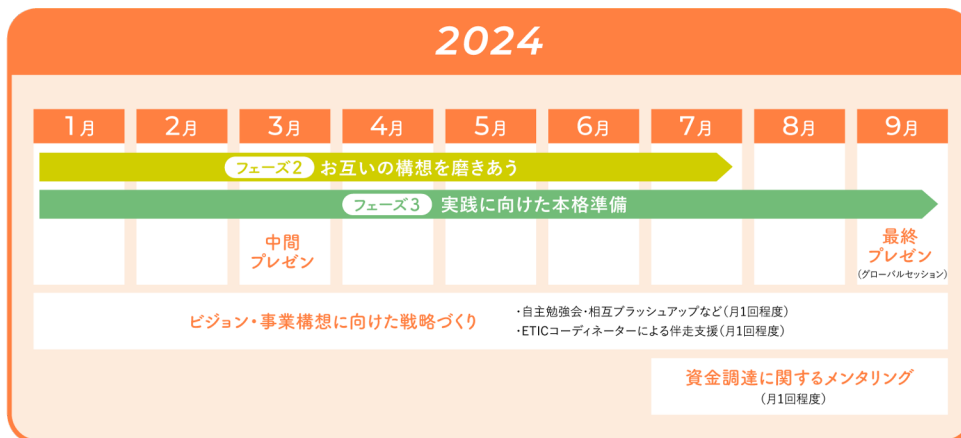 2024
1月 2月 3月 4月 5月 6月 7月 8月 9月
フェーズ2 お互いの構想を磨きあう
フェーズ3 実践に向けた本格準備
中間
プレゼン
最終
プレゼン
(グローバルセッション)
ビジョン・事業構想に向けた戦略づくり
・自主勉強会・相互ブラッシュアップなど(月1回程度)
・ETICコーディネーターによる伴走支援(月1回程度)
資金調達に関するメンタリング
(月1回程度)